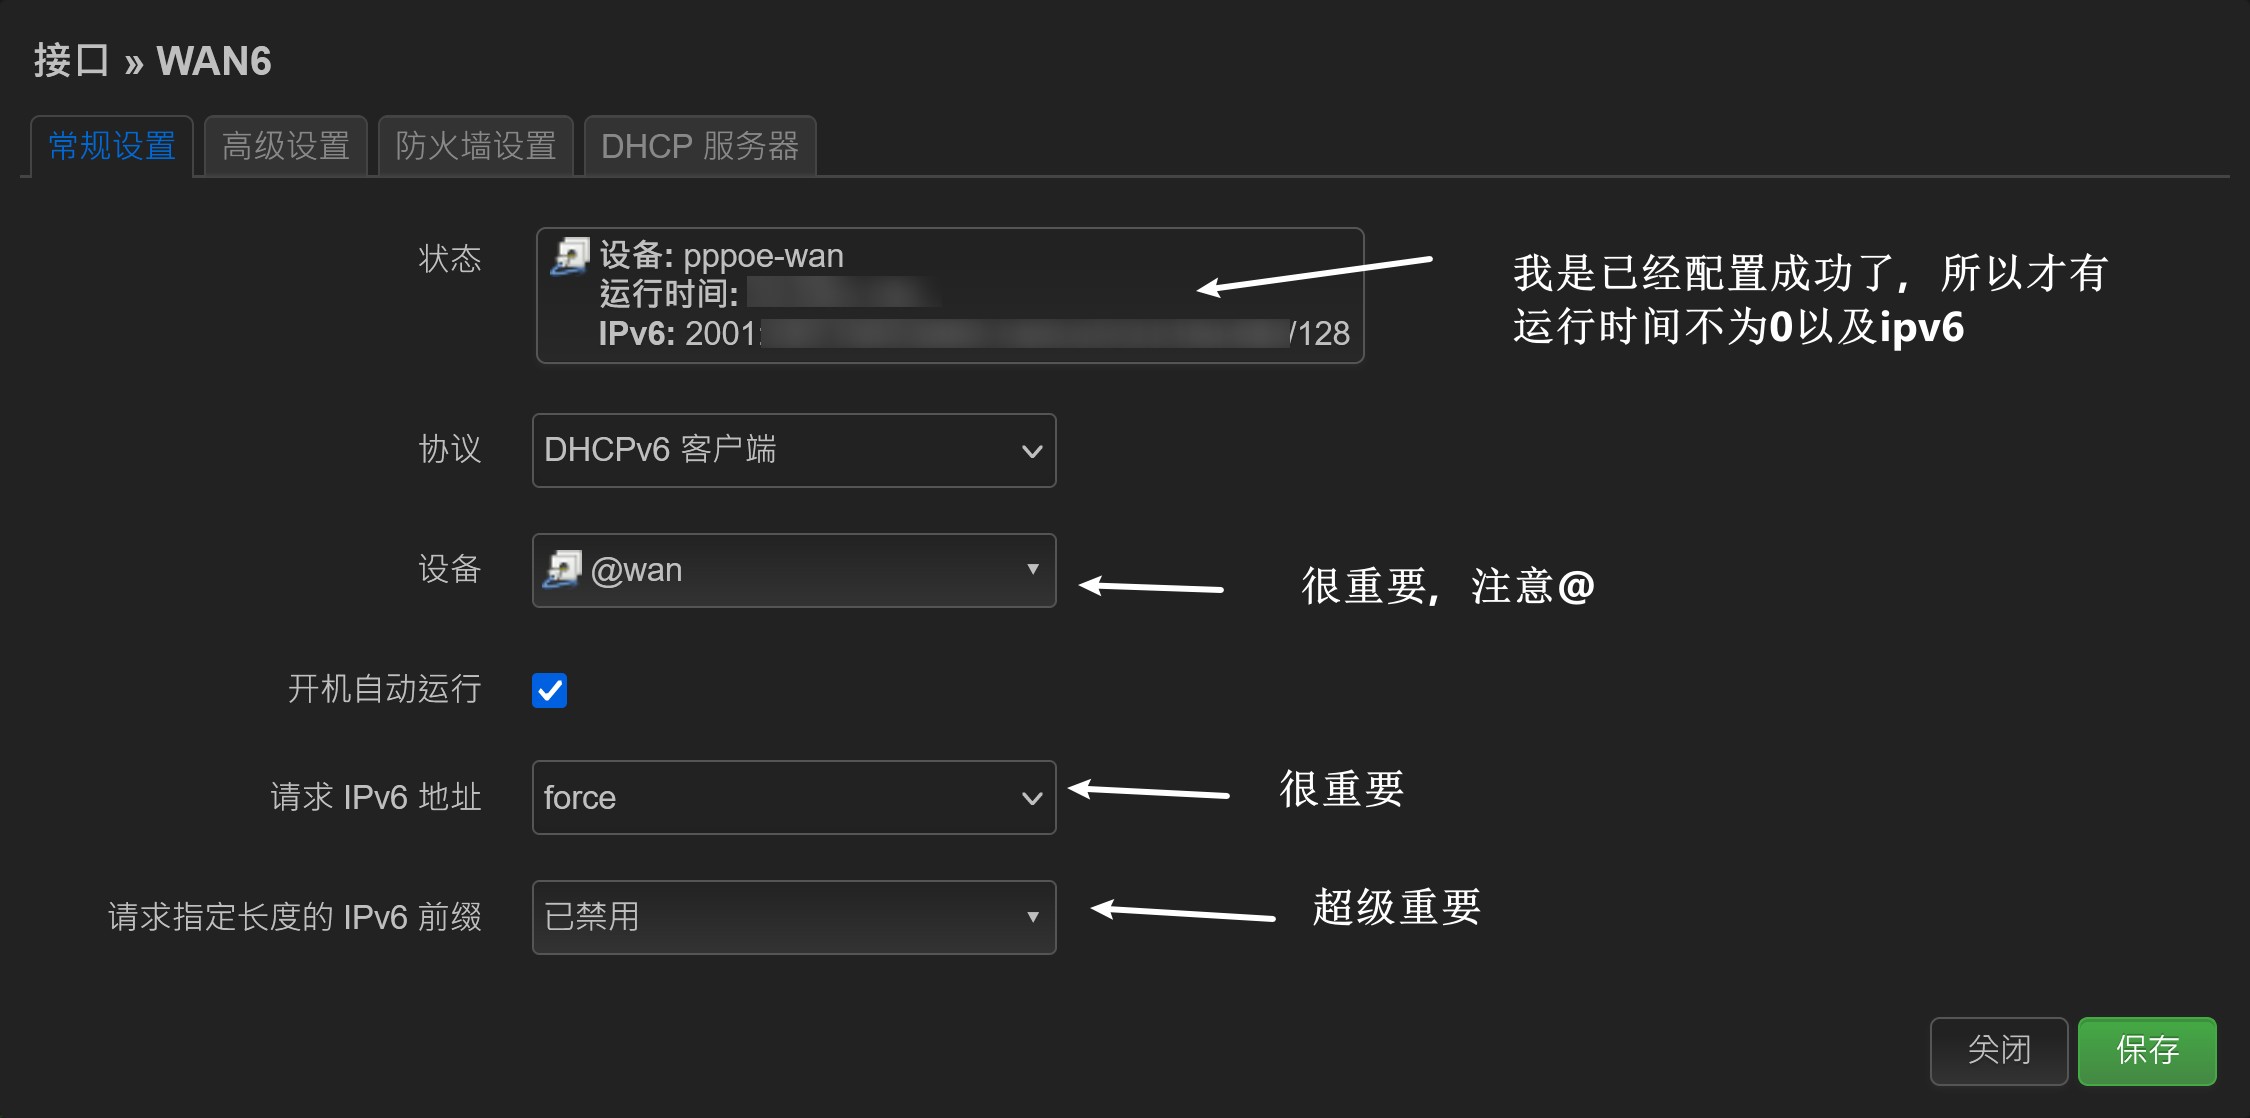 接口 » WAN6
常规设置
高级设置
防火墙设置
DHCP 服务器
状态
设备: pppoe-wan
运行时间:
IPv6: 2001:
/128
我是已经配置成功了, 所以才有
运行时间不为0以及ipv6
协议
DHCPv6 客户端
设备
@wan
很重要, 注意@
开机自动运行
请求 IPv6 地址
force
很重要
请求指定长度的 IPv6 前缀
已禁用
超级重要
关闭
保存